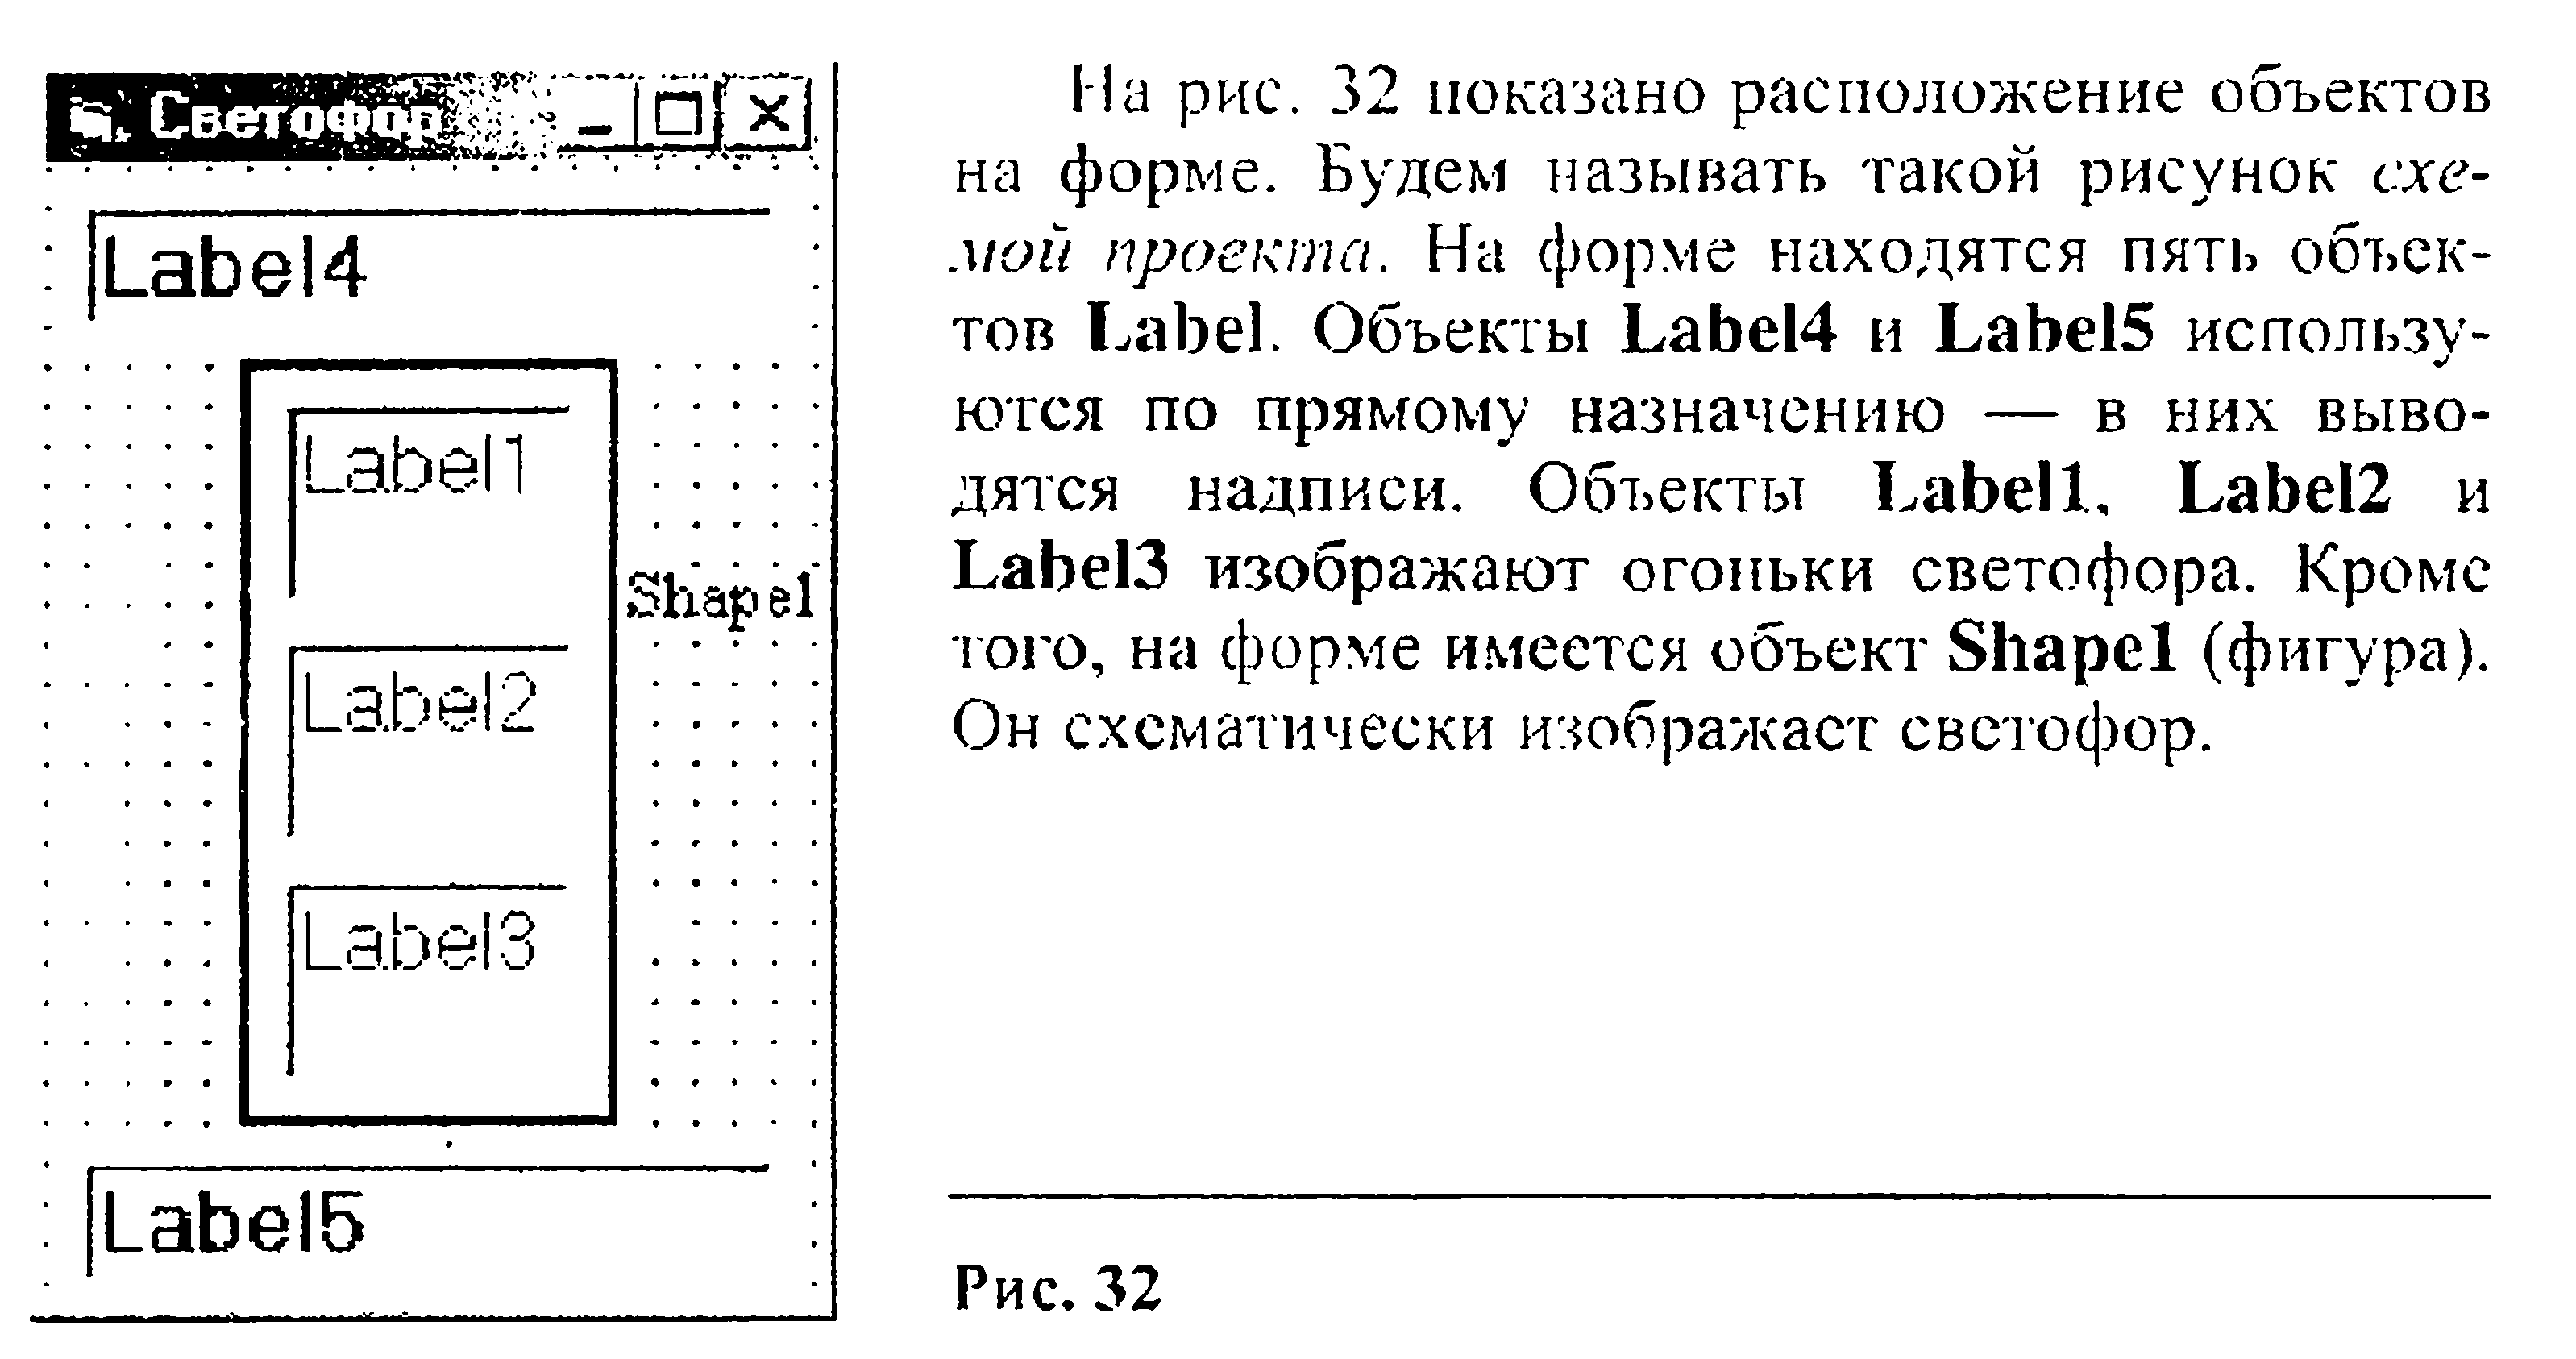 Светофор
Label4
Label1
Shape1
Label2
Label3
Label5
На рис. 32 показано расположение объектов
на форме. Будем называть такой рисунок схе-
мой проекта. На форме находятся пять объек-
тов Label. Объекты Label4 и Label5 использу-
ются по прямому назначению — в них выво-
дятся надписи. Объекты Label1, Label2 и
Label3 изображают огоньки светофора. Кроме
того, на форме имеется объект Shape1 (фигура).
Он схематически изображает светофор.
Рис. 32